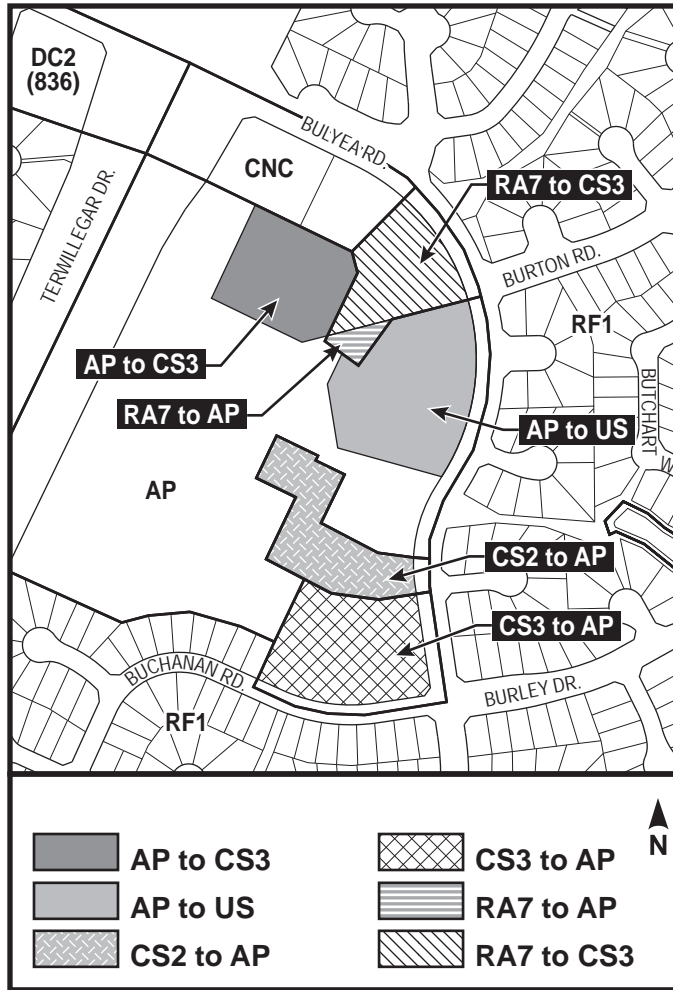 DC2
(836)
BULYEA RD.
CNC
RA7 to CS3
TERWILLEGAR DR.
BURTON RD.
RF1
AP to CS3
BUTCHART
RA7 to AP
AP to US
W
AP
CS2 to AP
CS3 to AP
BUCHANAN RD.
BURLEY DR.
RF1
N
AP to CS3
CS3 to AP
AP to US
RA7 to AP
CS2 to AP
RA7 to CS3